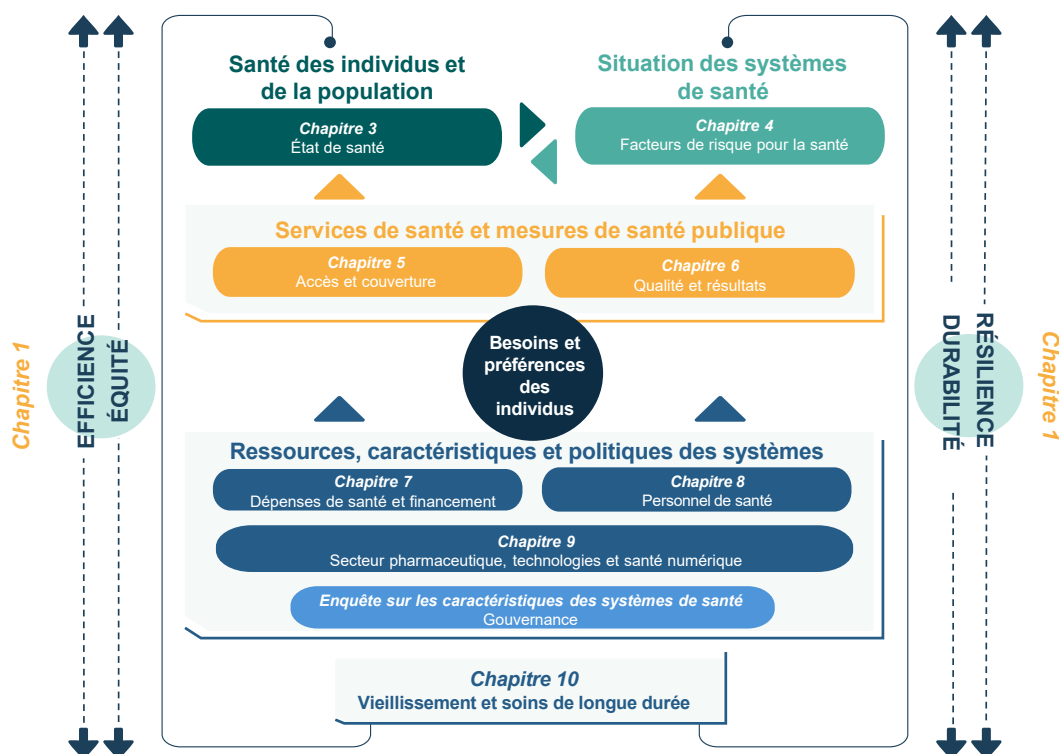 Santé des individus et
de la population
Chapitre 3
État de santé
Situation des systèmes
de santé
Chapitre 4
Facteurs de risque pour la santé
Services de santé et mesures de santé publique
Chapitre 5
Accès et couverture
Chapitre 6
Qualité et résultats
Chapitre 1
EFFICIENCE
ÉQUITÉ
Besoins et
préférences
des
individus
DURABILITÉ
RÉSILIENCE
Chapitre 1
Ressources, caractéristiques et politiques des systèmes
Chapitre 7
Dépenses de santé et financement
Chapitre 8
Personnel de santé
Chapitre 9
Secteur pharmaceutique, technologies et santé numérique
Enquête sur les caractéristiques des systèmes de santé
Gouvernance
Chapitre 10
Vieillissement et soins de longue durée